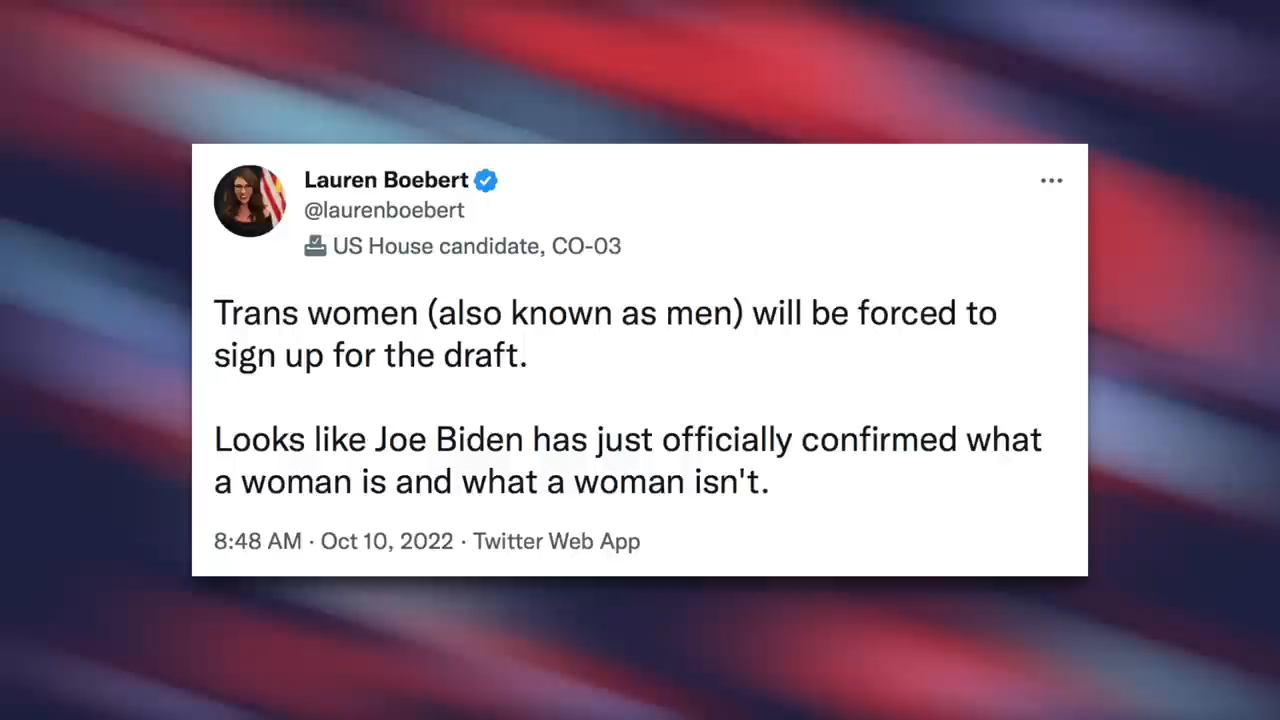 Lauren Boebert
@laurenboebert
US House candidate, CO-03
Trans women (also known as men) will be forced to
sign up for the draft.
Looks like Joe Biden has just officially confirmed what
a woman is and what a woman isn't.
8:48 AM · Oct 10, 2022 · Twitter Web App